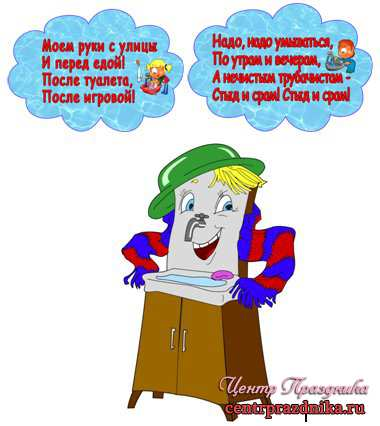 Моем руки с улицы
И перед едой!
После туалета,
После игровой!
Надо, надо умываться,
По утрам и вечерам,
А нечистым трубочистам -
Стыд и срам! Стыд и срам!
Центр Праздника
centrprazdnika.ru